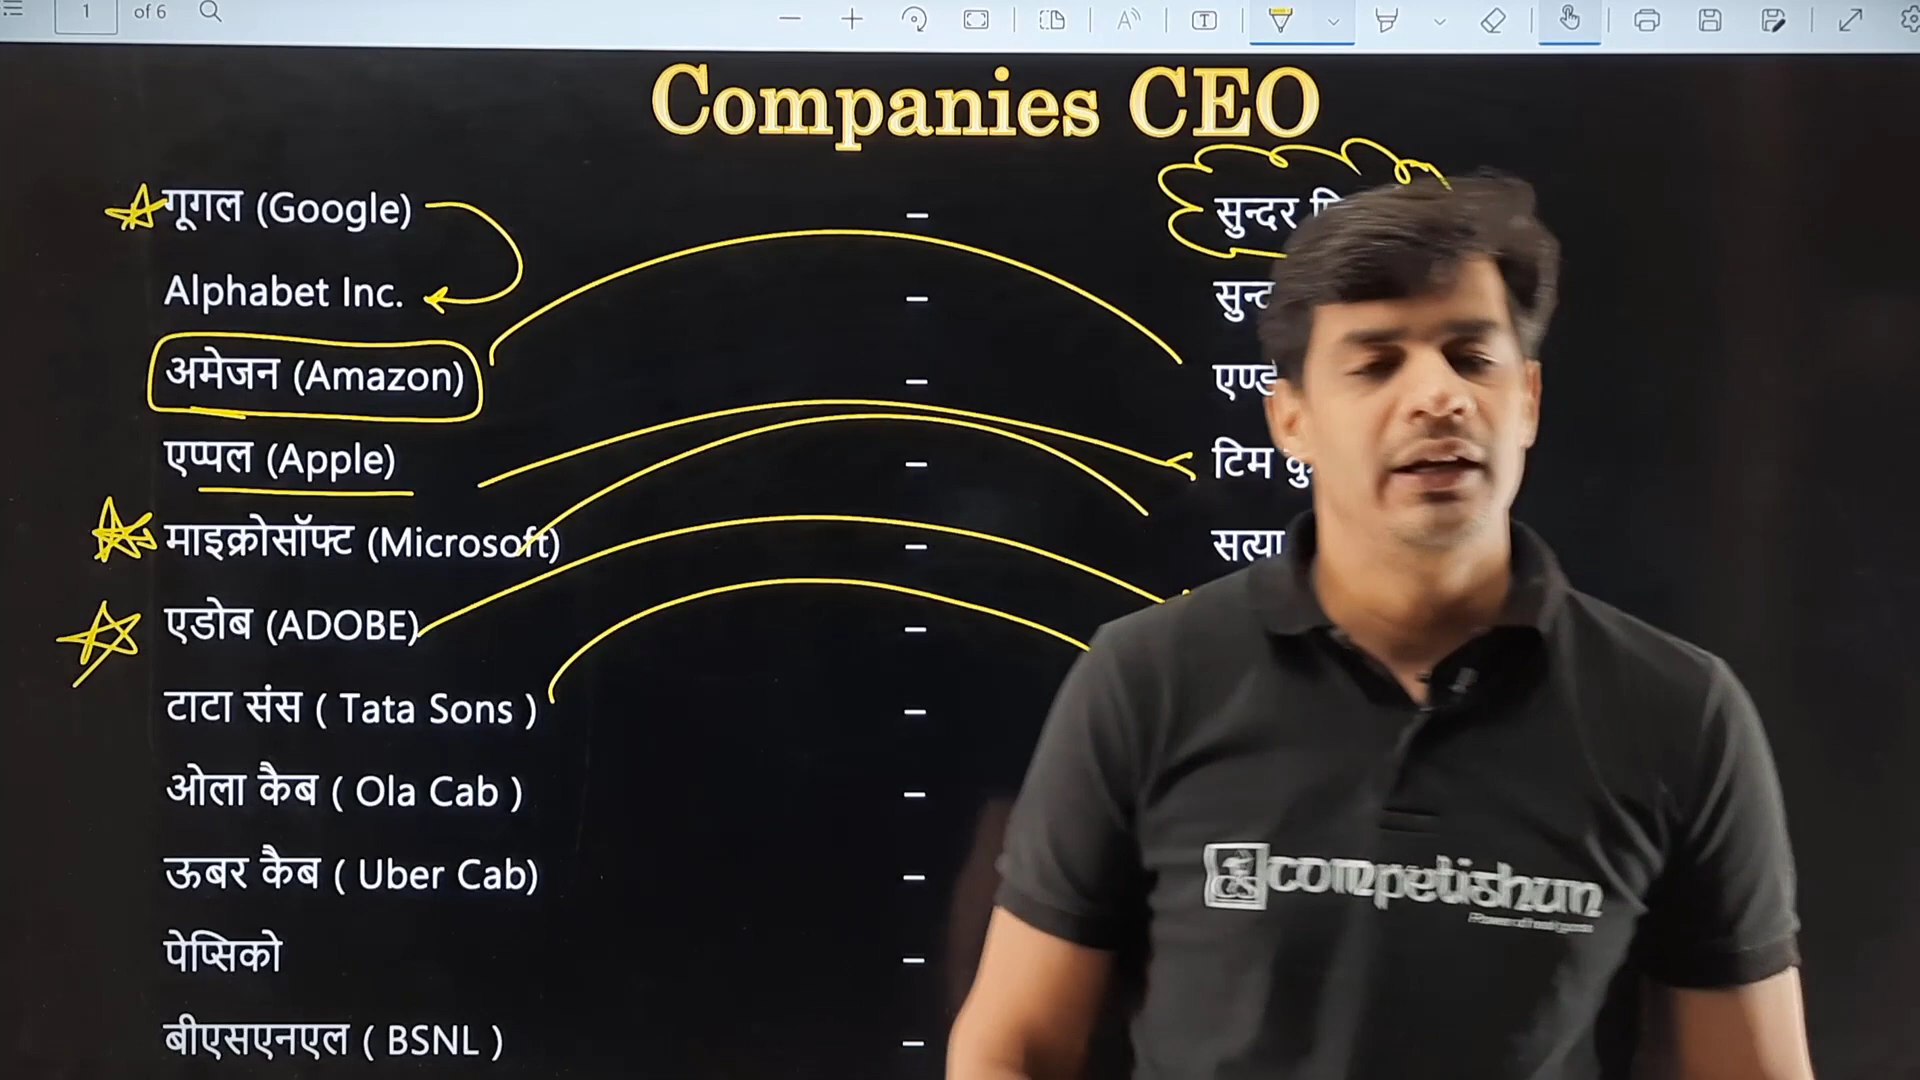 1 of 6
Companies CEO
गूगल (Google) – सुन्दर
Alphabet Inc. –
अमेजन (Amazon) –
एप्पल (Apple) – टिम
माइक्रोसॉफ्ट (Microsoft) – सत्या
एडोब (ADOBE) –
टाटा संस ( Tata Sons ) –
ओला कैब ( Ola Cab ) –
ऊबर कैब ( Uber Cab) –
पेप्सिको –
बीएसएनएल ( BSNL ) –
competishun